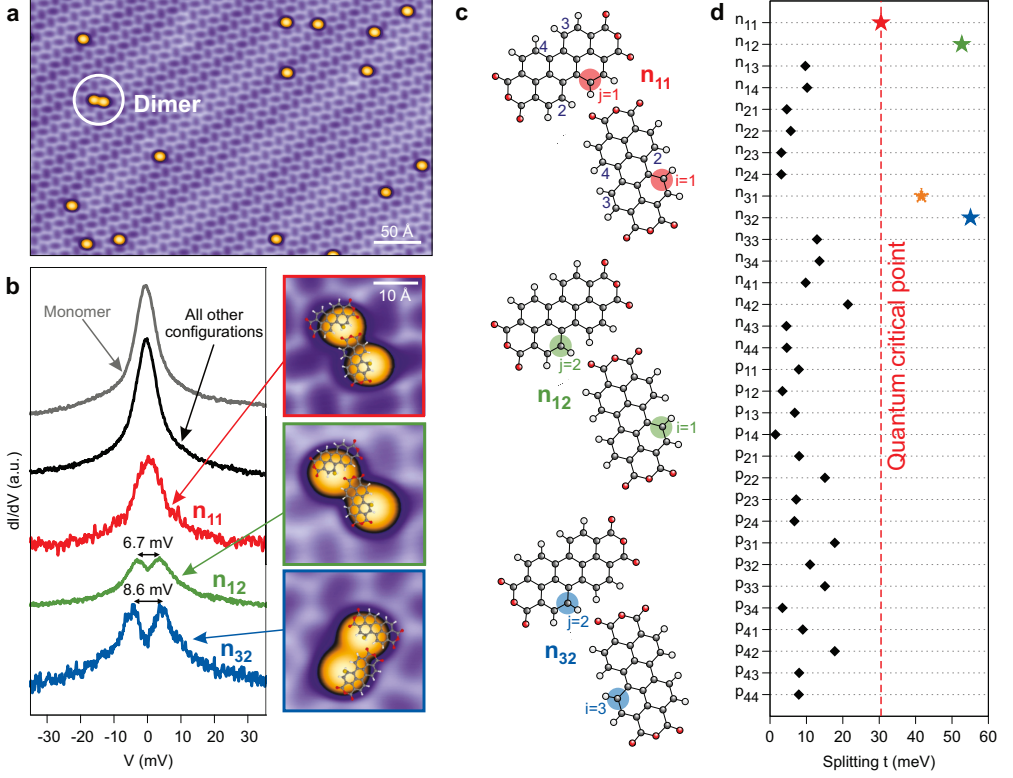 a
Dimer
50 Å
b
Monomer
All other
configurations
n11
6.7 mV
n12
8.6 mV
n32
dI/dV (a.u.)
-30 -20 -10 0 10 20 30
V (mV)
10 Å
c
3
4
n11
j=1
2
2
4
i=1
3
j=2
n12
i=1
j=2
n32
i=3
d
n11
n12
n13
n14
n21
n22
n23
n24
n31
n32
n33
n34
n41
n42
n43
n44
p11
p12
p13
p14
p21
p22
p23
p24
p31
p32
p33
p34
p41
p42
p43
p44
Quantum critical point
0 10 20 30 40 50 60
Splitting t (meV)